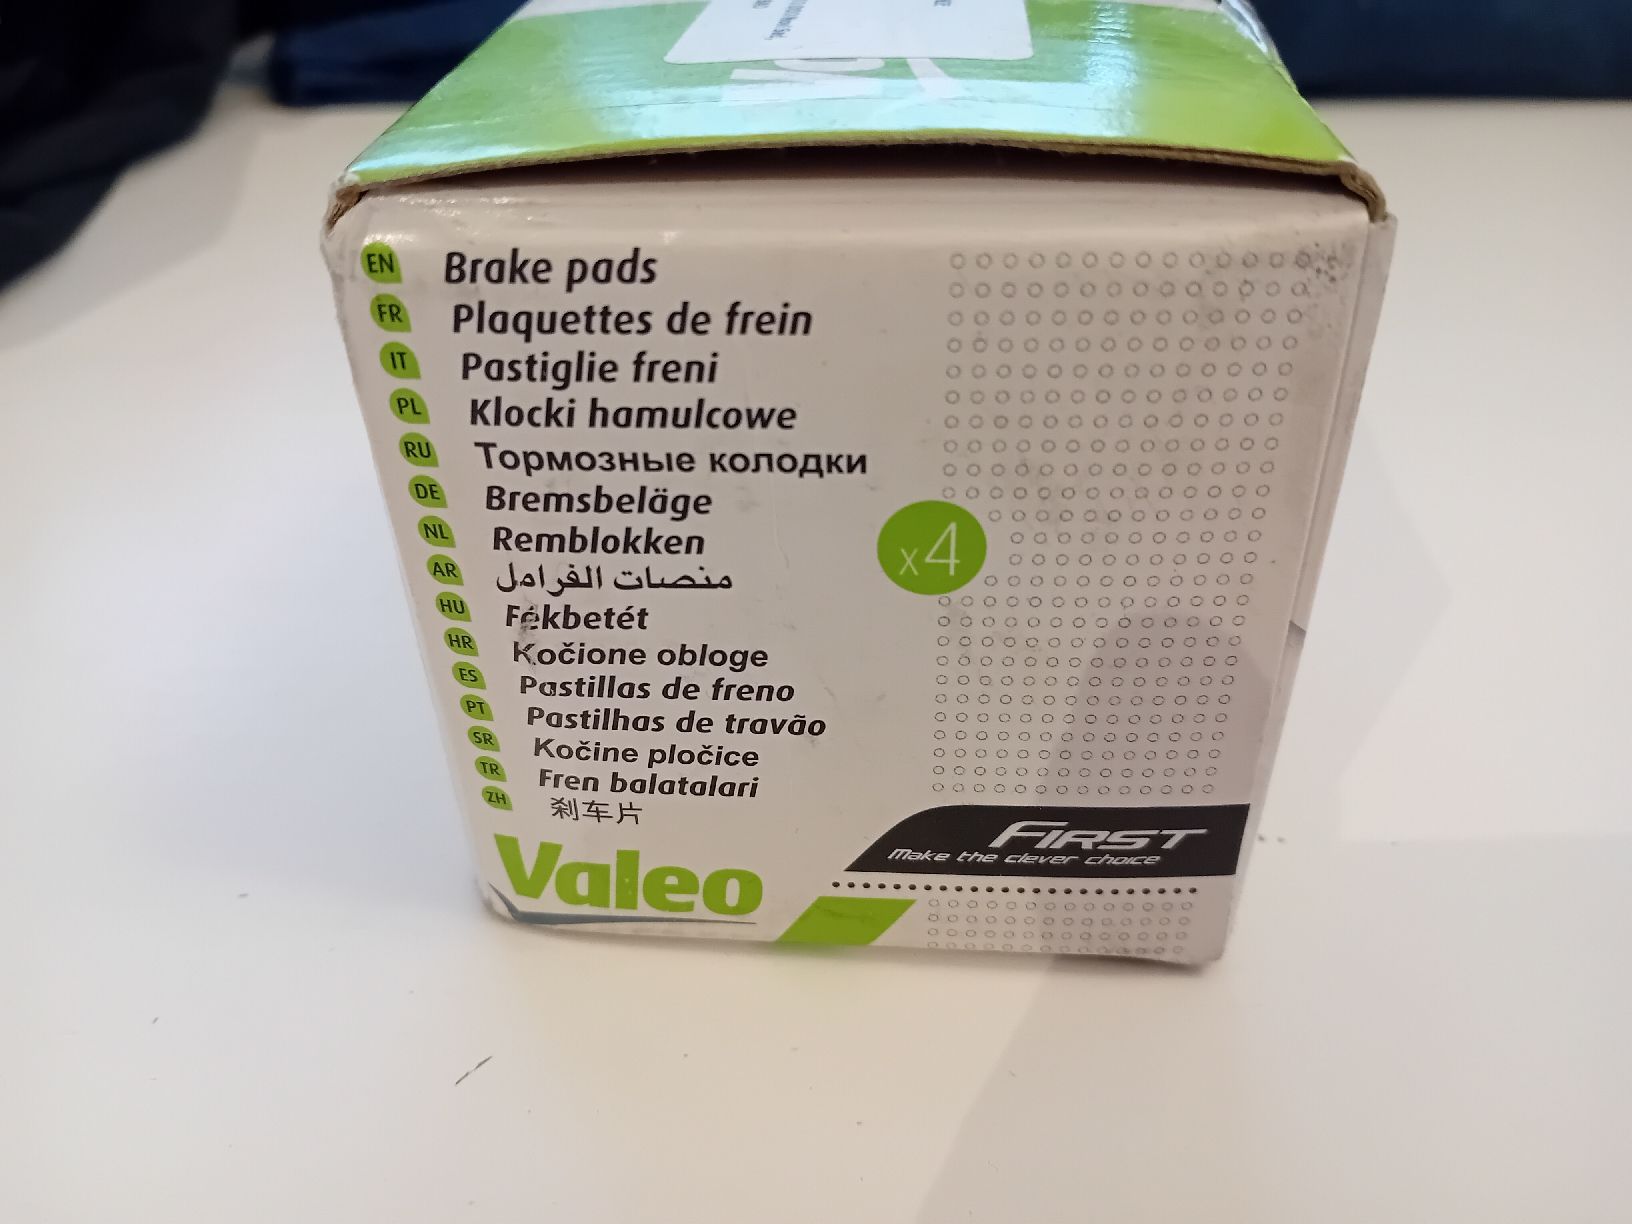 EN Brake pads
FR Plaquettes de frein
IT Pastiglie freni
PL Klocki hamulcowe
RU Тормозные колодки
DE Bremsbeläge
NL Remblokken
AR منصات الفرامل
HU Fékbetét
HR Kočione obloge
ES Pastillas de freno
PT Pastilhas de travão
SR Kočine pločice
TR Fren balatalari
ZH 刹车片
x4
FIRST
Make the clever choice
Valeo